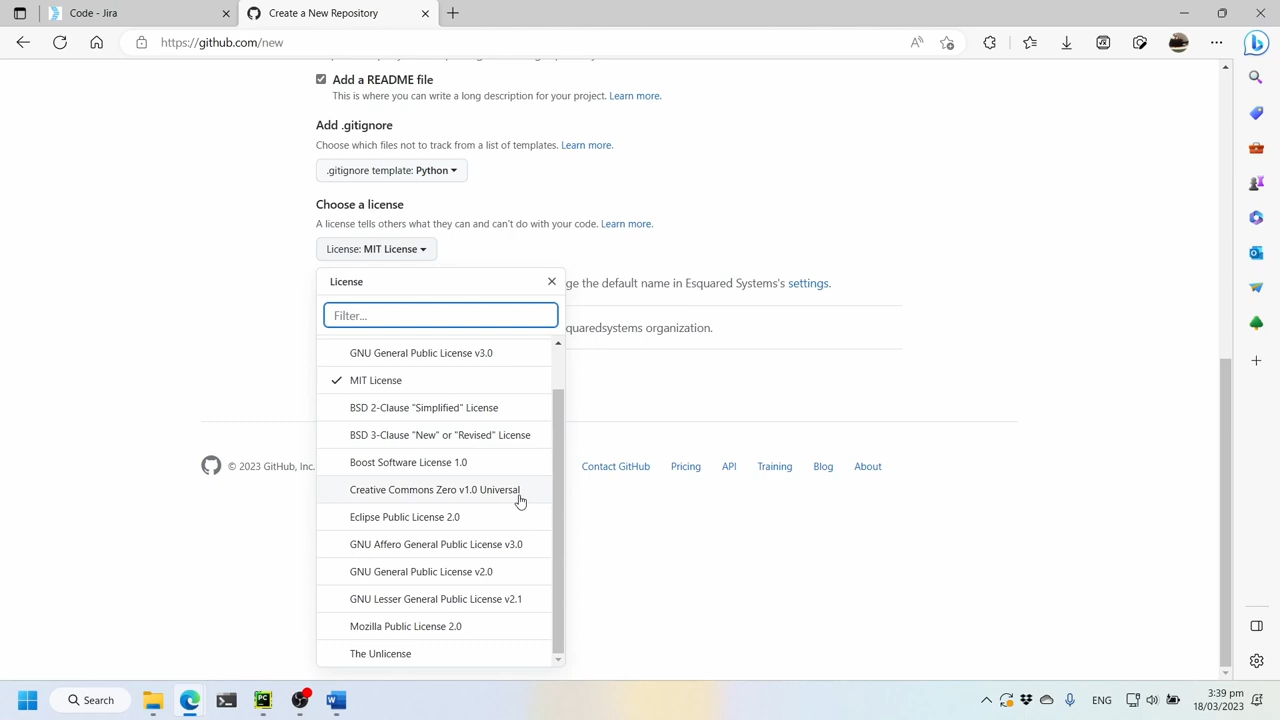 Code - Jira
Create a New Repository
https://github.com/new
Add a README file
This is where you can write a long description for your project. Learn more.
Add .gitignore
Choose which files not to track from a list of templates. Learn more.
.gitignore template: Python
Choose a license
A license tells others what they can and can't do with your code. Learn more.
License: MIT License
License
ge the default name in Esquared Systems's settings.
Filter...
quaredsystems organization.
GNU General Public License v3.0
MIT License
BSD 2-Clause "Simplified" License
BSD 3-Clause "New" or "Revised" License
Boost Software License 1.0
© 2023 GitHub, Inc.
Contact GitHub Pricing API Training Blog About
Creative Commons Zero v1.0 Universal
Eclipse Public License 2.0
GNU Affero General Public License v3.0
GNU General Public License v2.0
GNU Lesser General Public License v2.1
Mozilla Public License 2.0
The Unlicense
Search
ENG
3:39 pm
18/03/2023